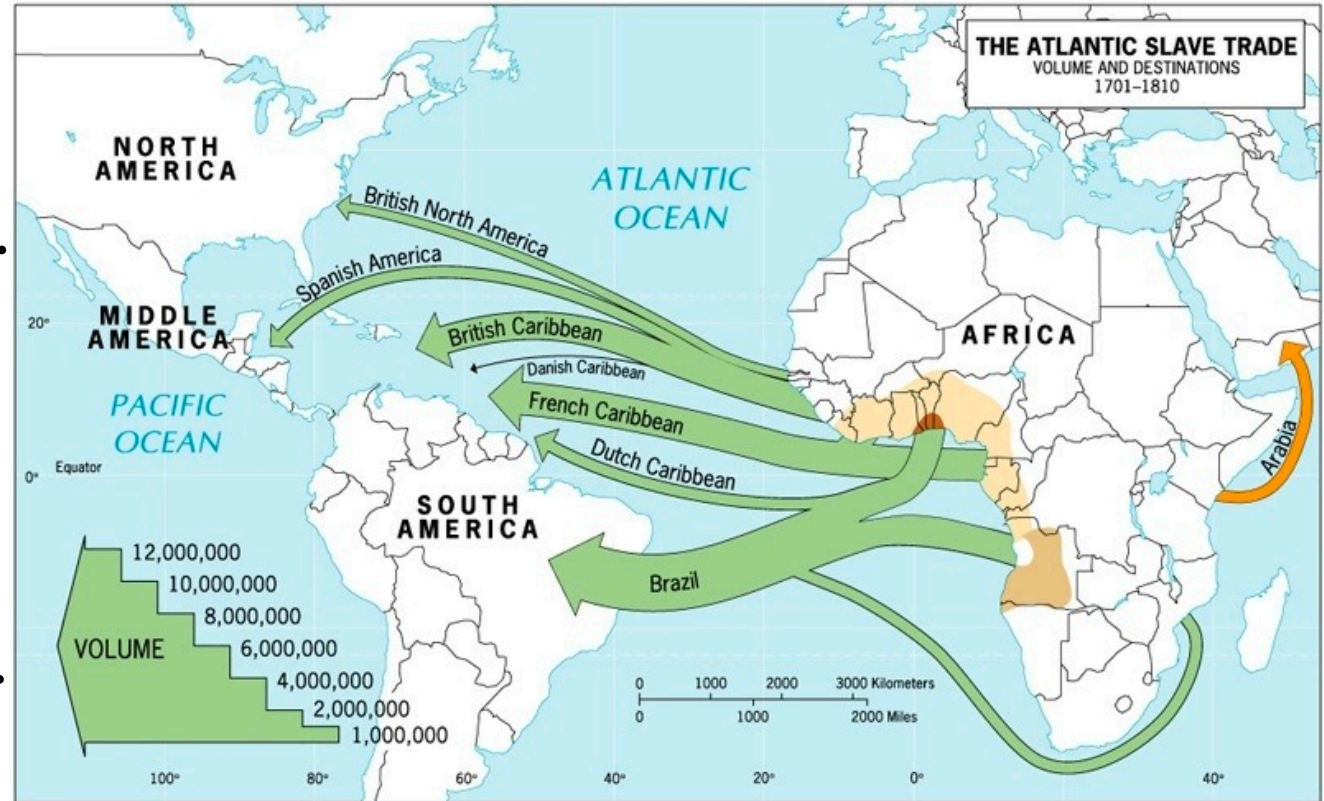 THE ATLANTIC SLAVE TRADE
VOLUME AND DESTINATIONS
1701–1810
NORTH
AMERICA
ATLANTIC
OCEAN
British North America
Spanish America
20°
MIDDLE
AMERICA
British Caribbean
AFRICA
Danish Caribbean
PACIFIC
OCEAN
French Caribbean
Arabia
Dutch Caribbean
0°
Equator
SOUTH
AMERICA
Brazil
VOLUME
12,000,000
10,000,000
8,000,000
6,000,000
4,000,000
2,000,000
1,000,000
0 1000 2000 3000 Kilometers
0 1000 2000 Miles
100° 80° 60° 40° 20° 0° 40°